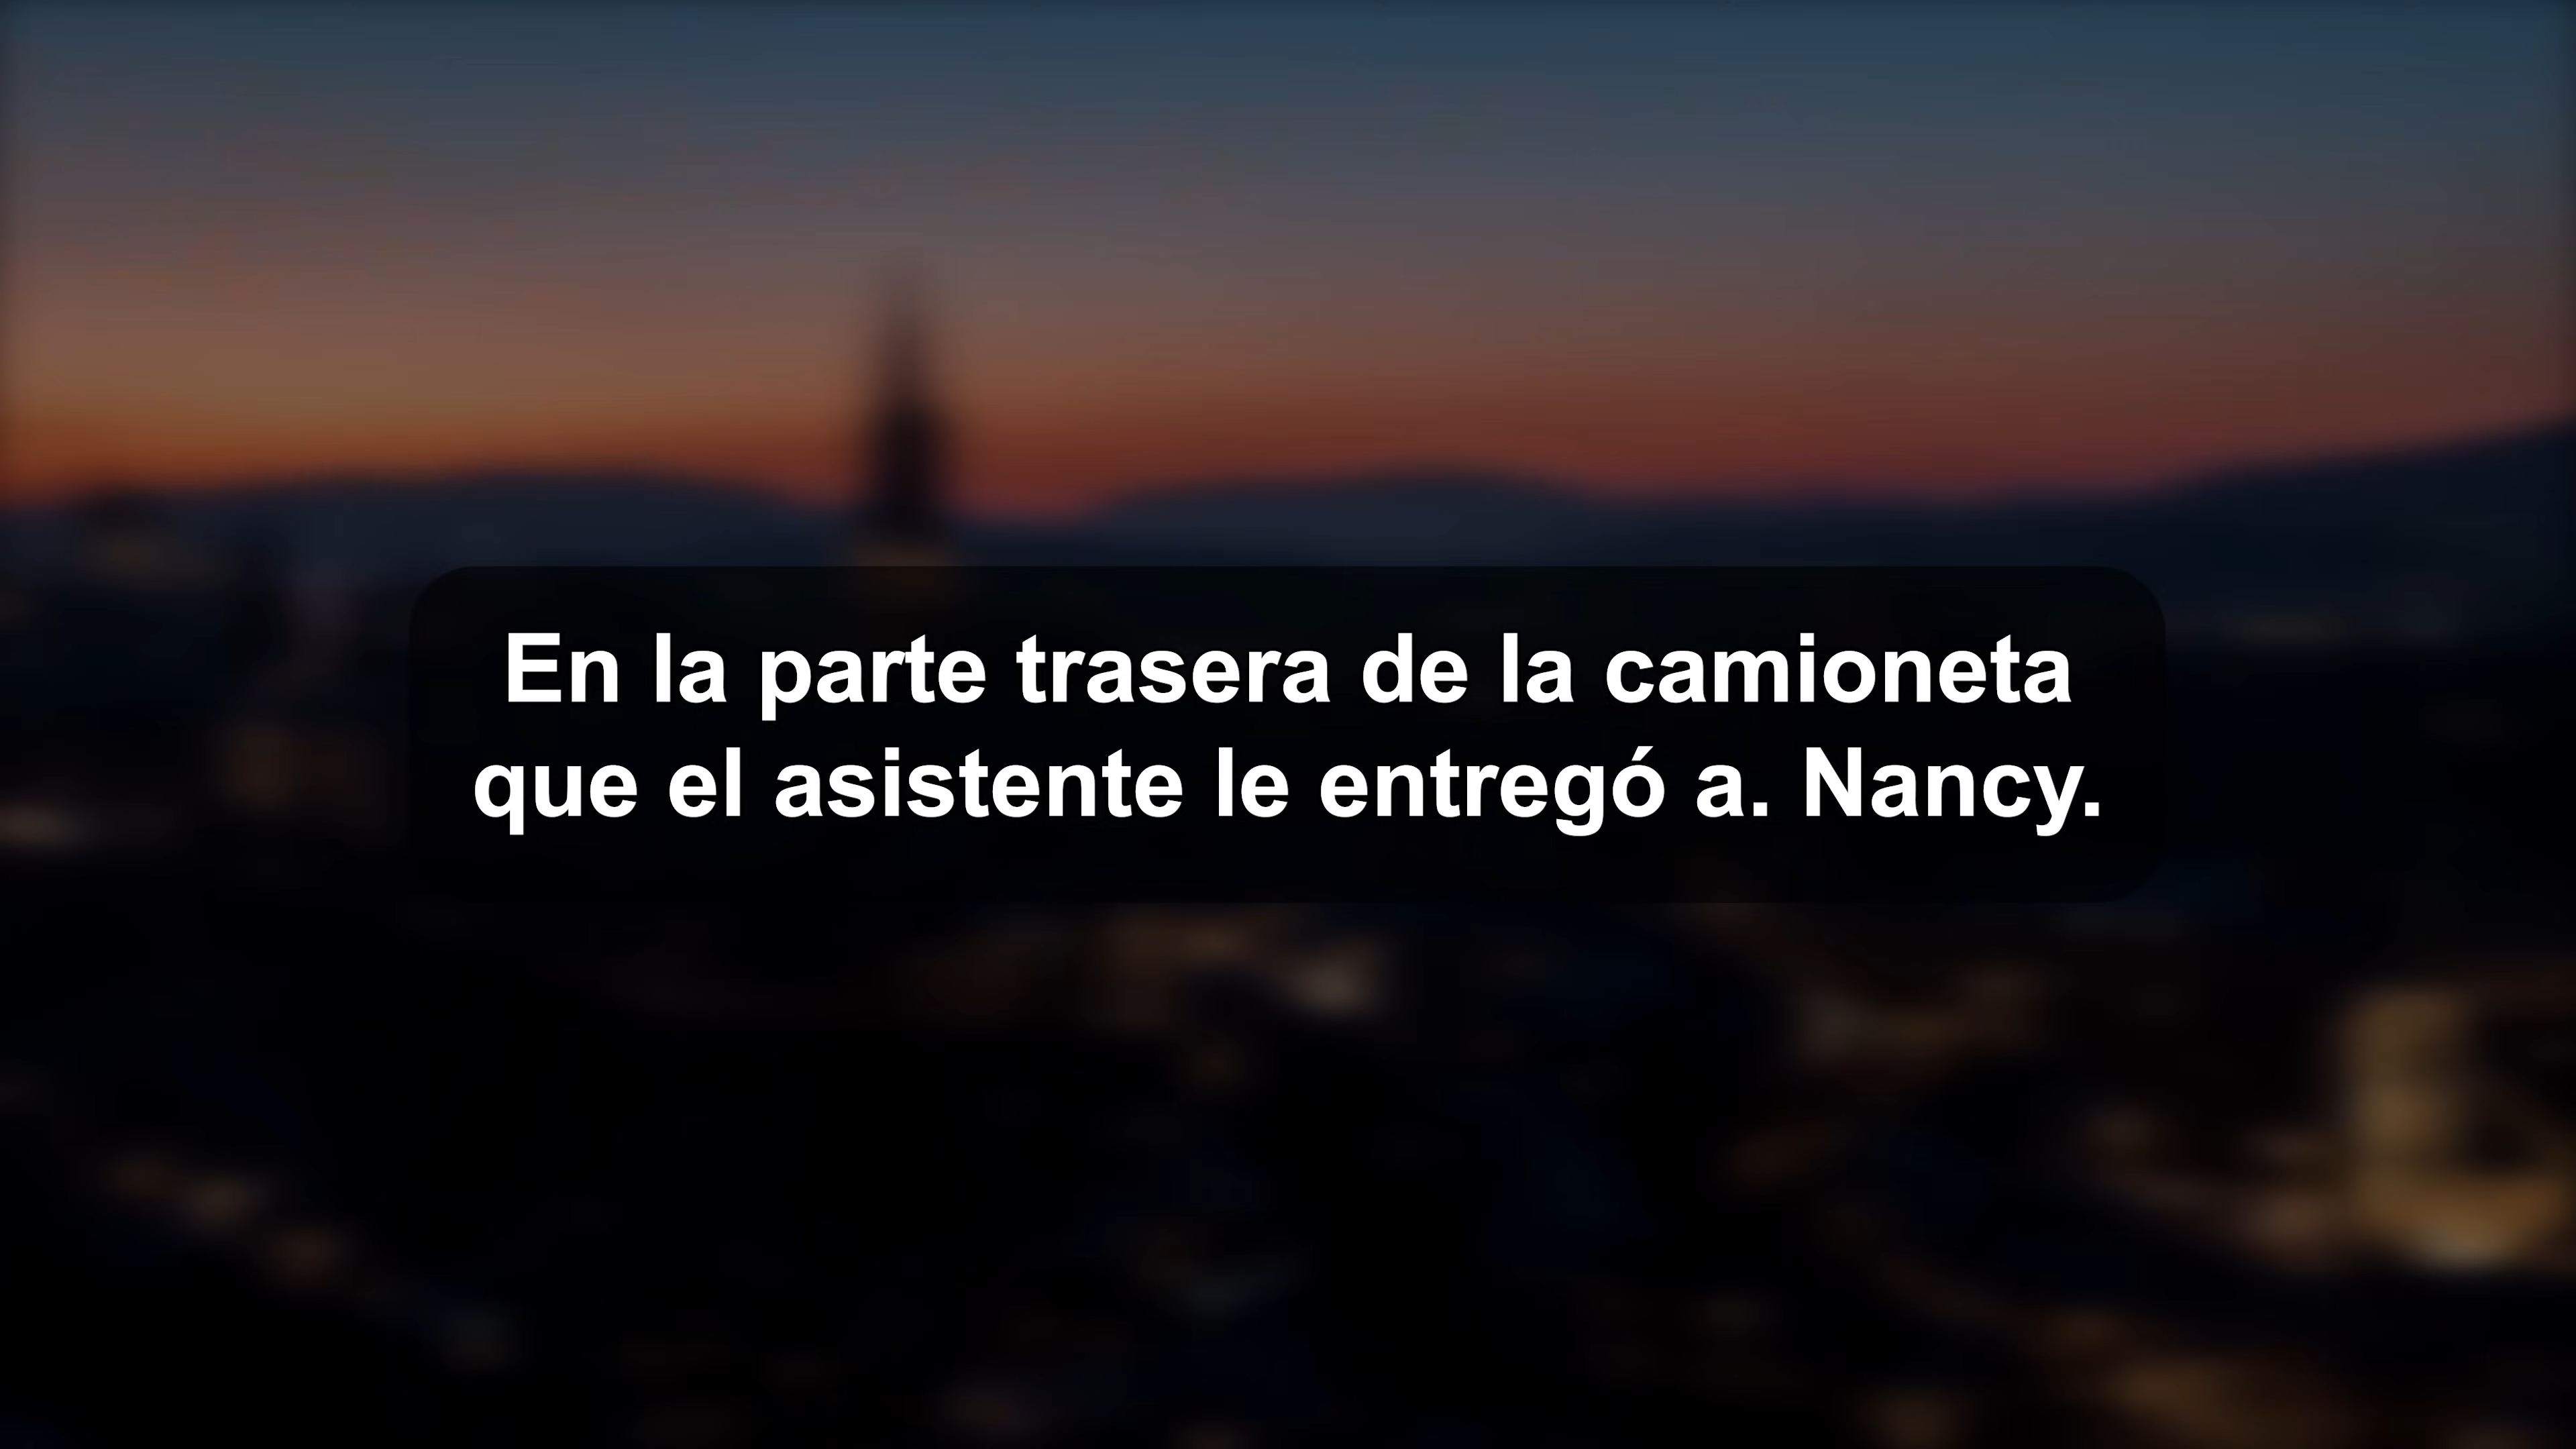 En la parte trasera de la camioneta
que el asistente le entregó a. Nancy.